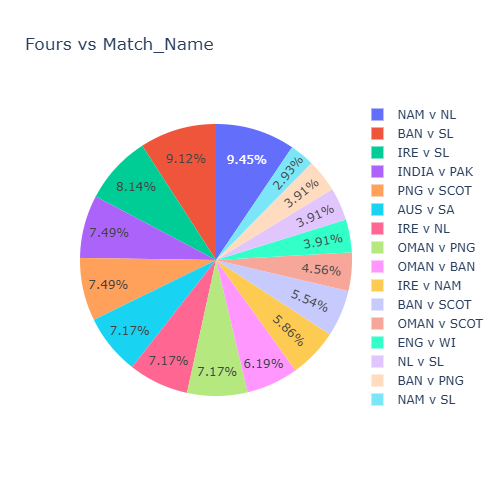 Fours vs Match_Name
9.45%
2.93%
3.91%
3.91%
3.91%
4.56%
5.54%
5.86%
6.19%
7.17%
7.17%
7.17%
7.49%
7.49%
8.14%
9.12%
NAM v NL
BAN v SL
IRE v SL
INDIA v PAK
PNG v SCOT
AUS v SA
IRE v NL
OMAN v PNG
OMAN v BAN
IRE v NAM
BAN v SCOT
OMAN v SCOT
ENG v WI
NL v SL
BAN v PNG
NAM v SL